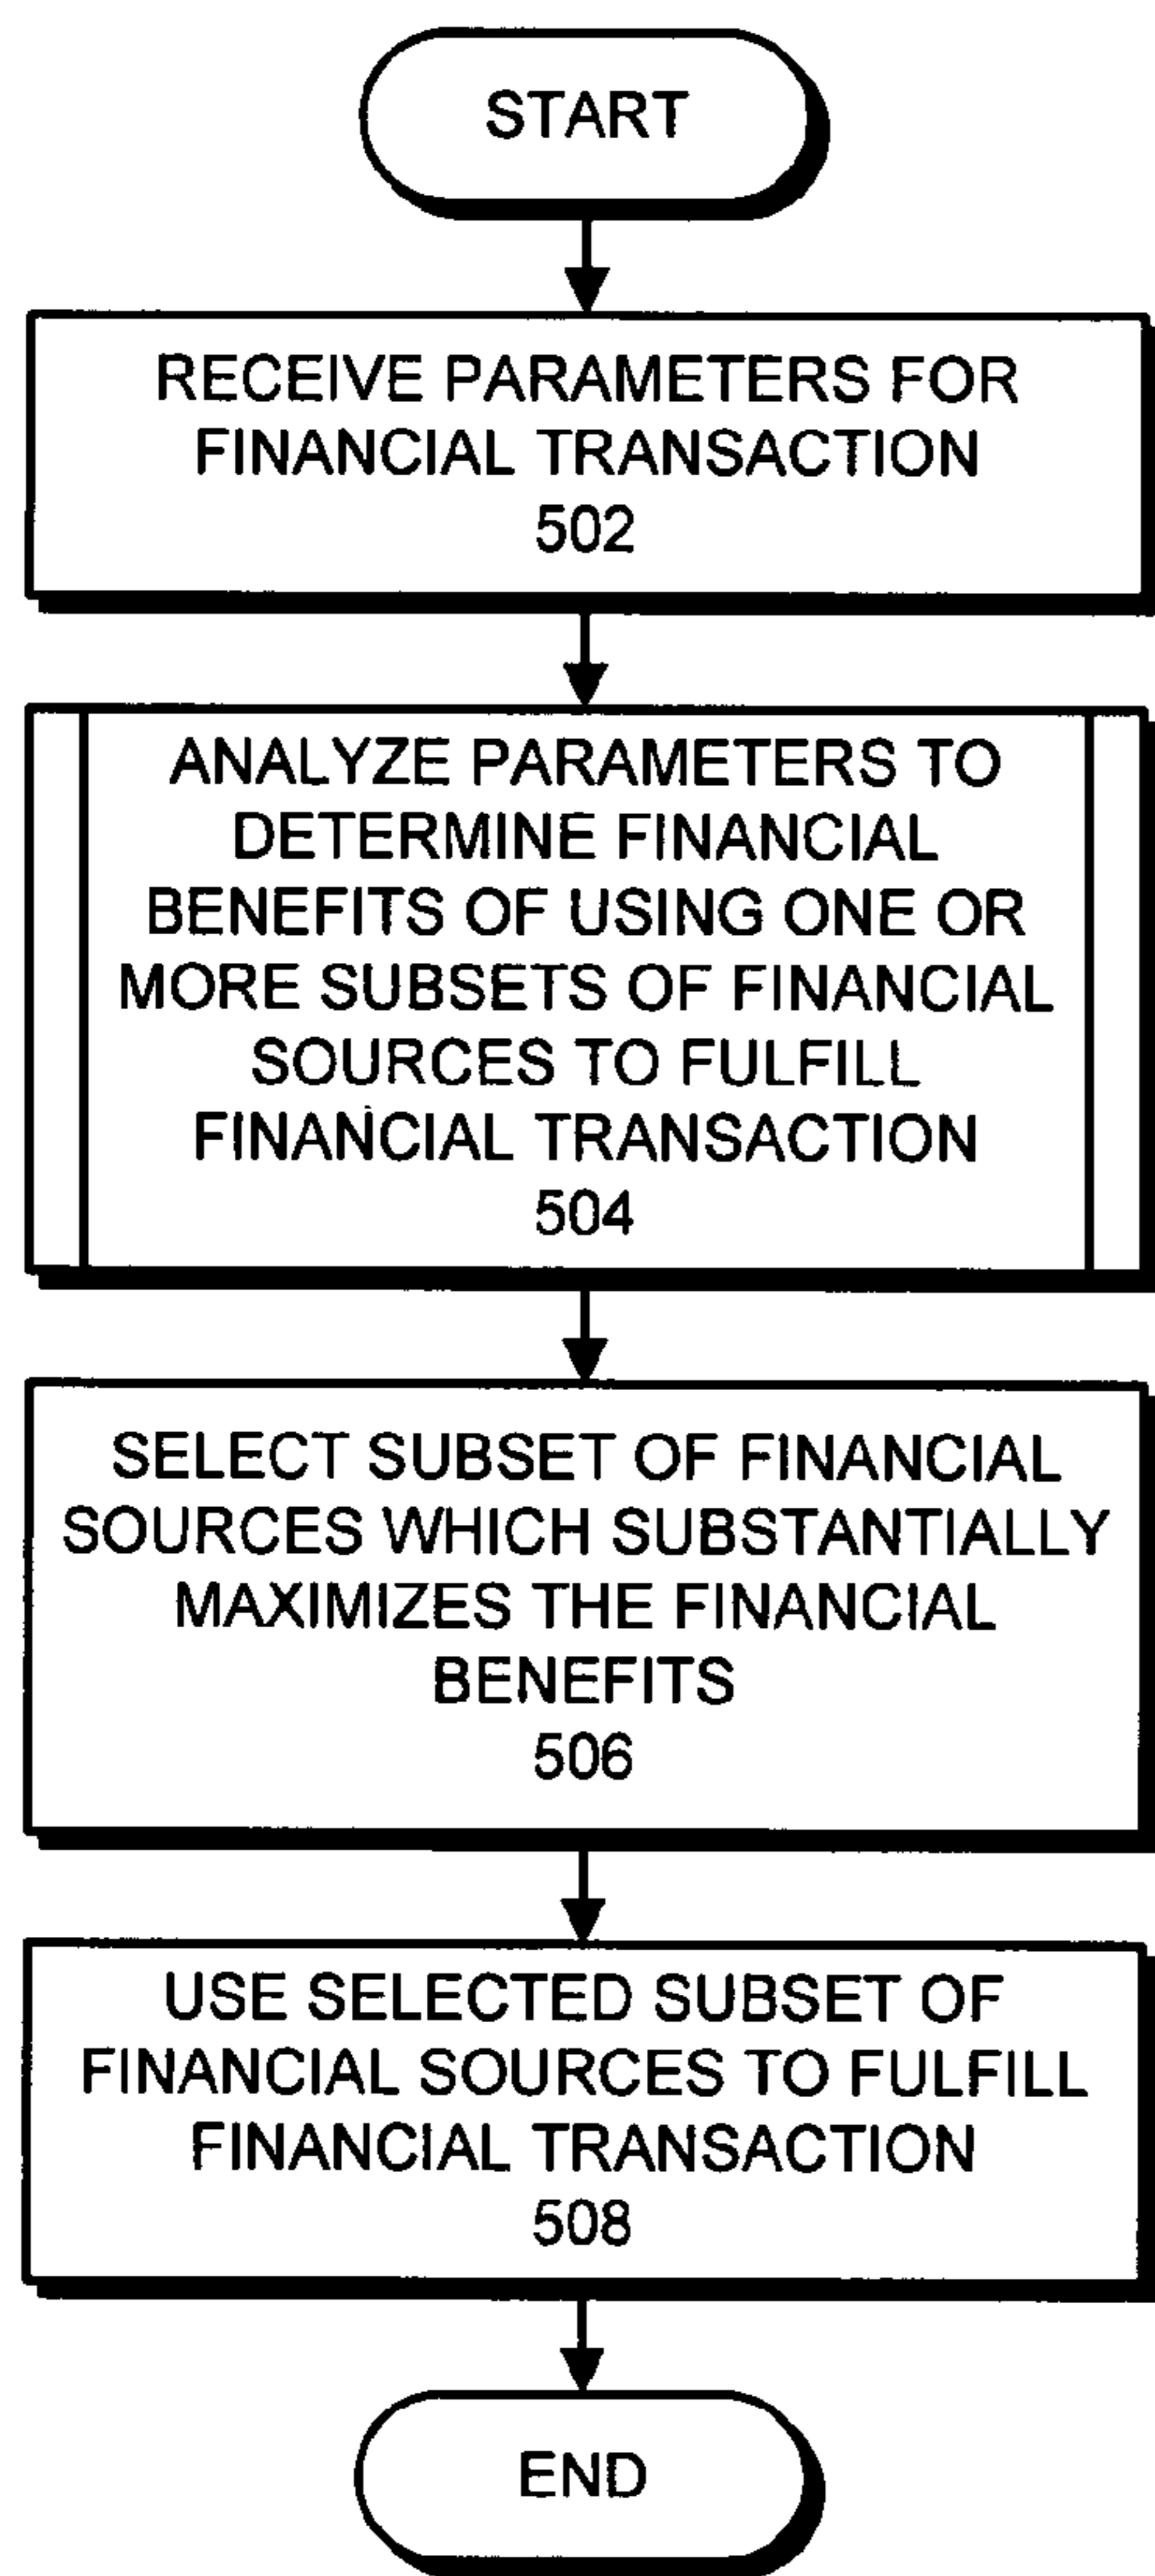 START
RECEIVE PARAMETERS FOR
FINANCIAL TRANSACTION
502
ANALYZE PARAMETERS TO
DETERMINE FINANCIAL
BENEFITS OF USING ONE OR
MORE SUBSETS OF FINANCIAL
SOURCES TO FULFILL
FINANCIAL TRANSACTION
504
SELECT SUBSET OF FINANCIAL
SOURCES WHICH SUBSTANTIALLY
MAXIMIZES THE FINANCIAL
BENEFITS
506
USE SELECTED SUBSET OF
FINANCIAL SOURCES TO FULFILL
FINANCIAL TRANSACTION
508
END